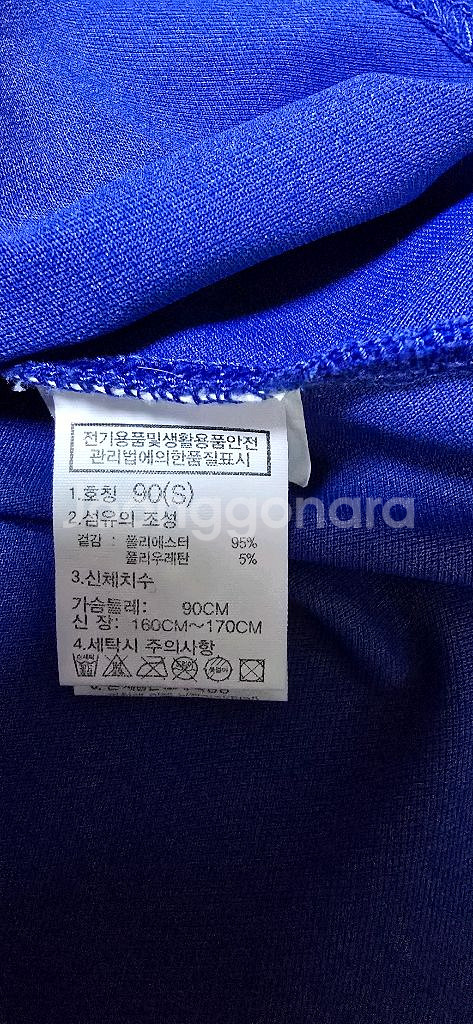 전기용품및생활용품안전
관리법에의한품질표시
1.호칭 90(S)
2.섬유의 조성
겉감 : 폴리에스터 95%
폴리우레탄 5%
3.신체치수
가슴둘레: 90CM
신 장: 160CM~170CM
4.세탁시 주의사항
ggonara